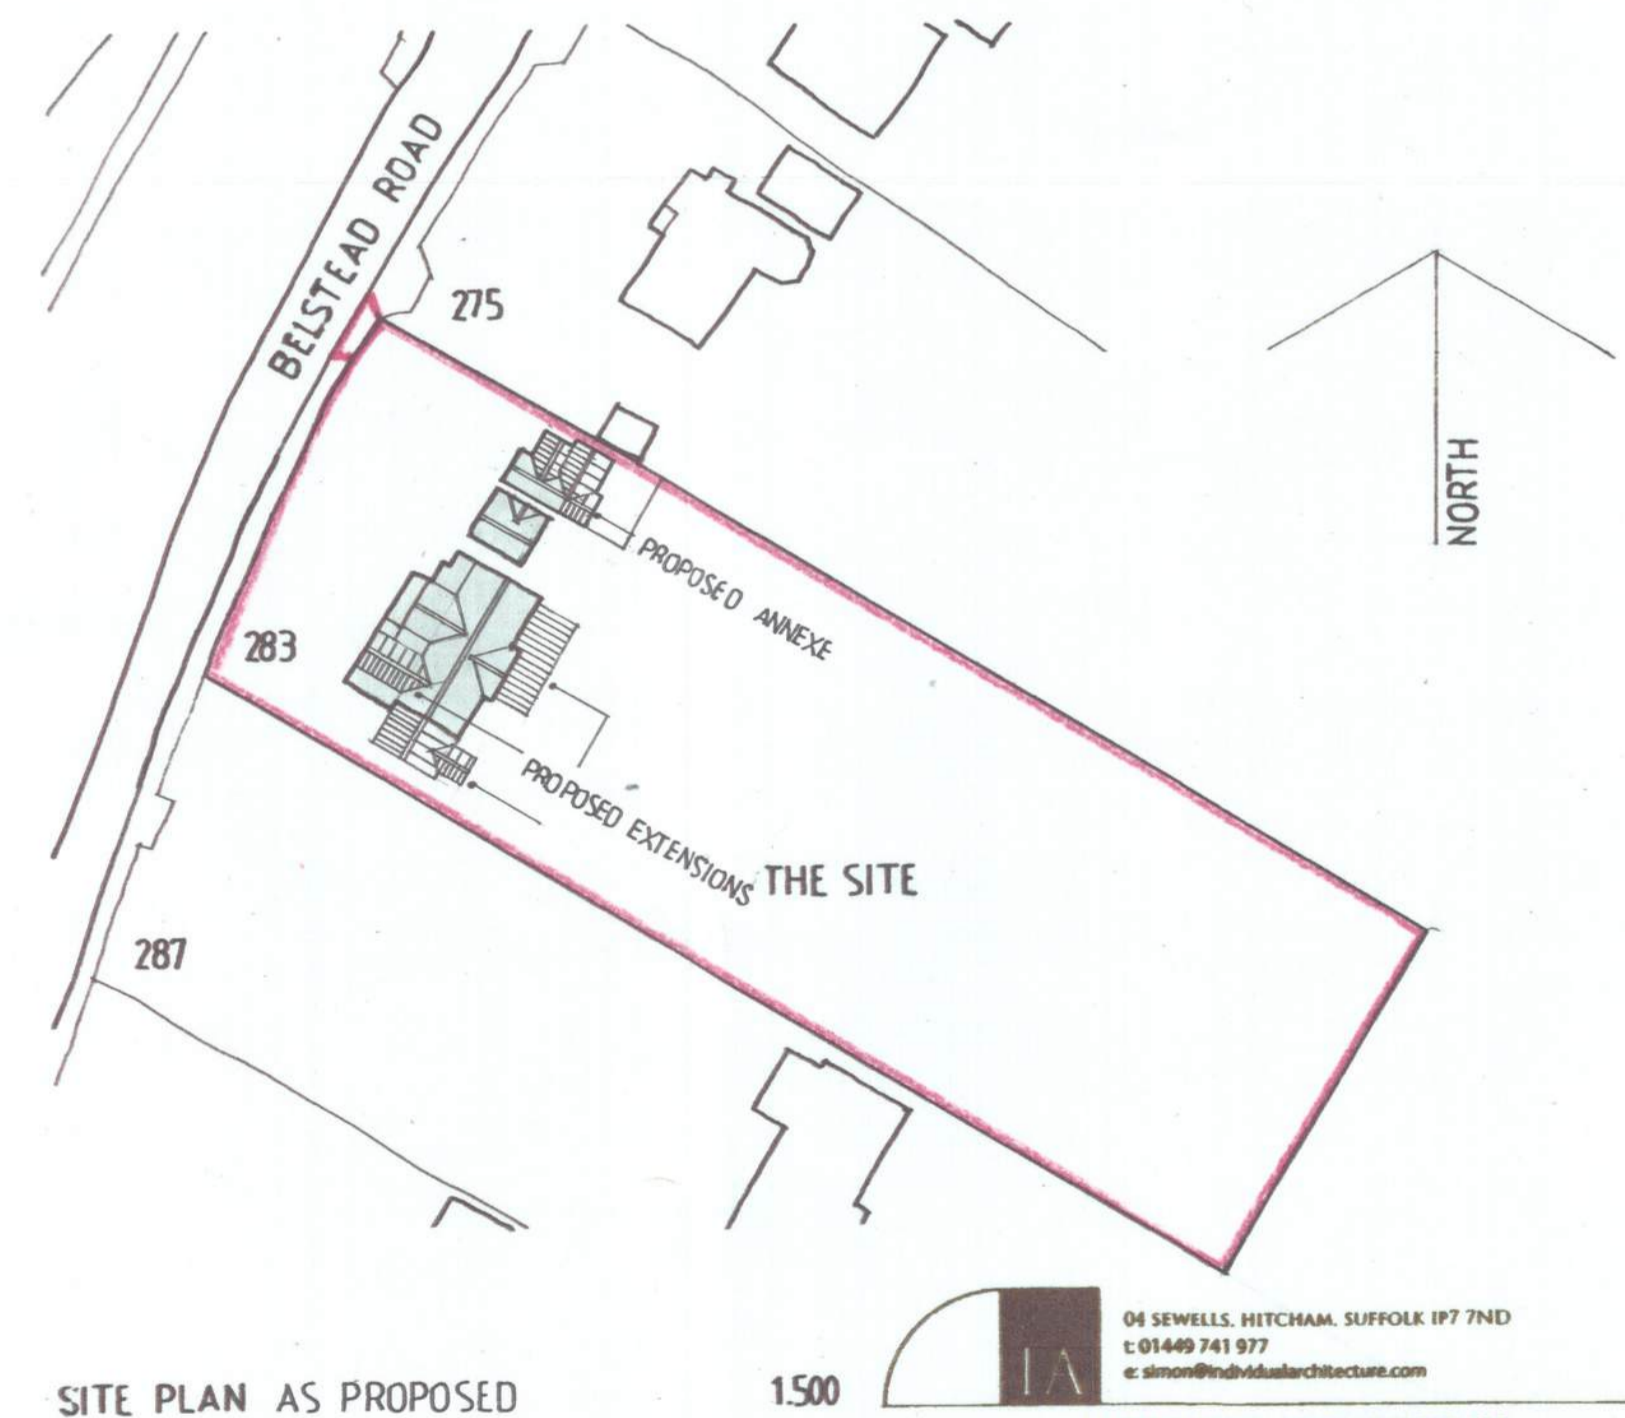 BELSTEAD ROAD
275
NORTH
PROPOSED ANNEXE
283
PROPOSED EXTENSIONS
THE SITE
287
IA
04 SEWELLS. HITCHAM. SUFFOLK IP7 7ND
t: 01449 741 977
e: simon@individualarchitecture.com
SITE PLAN AS PROPOSED
1.500